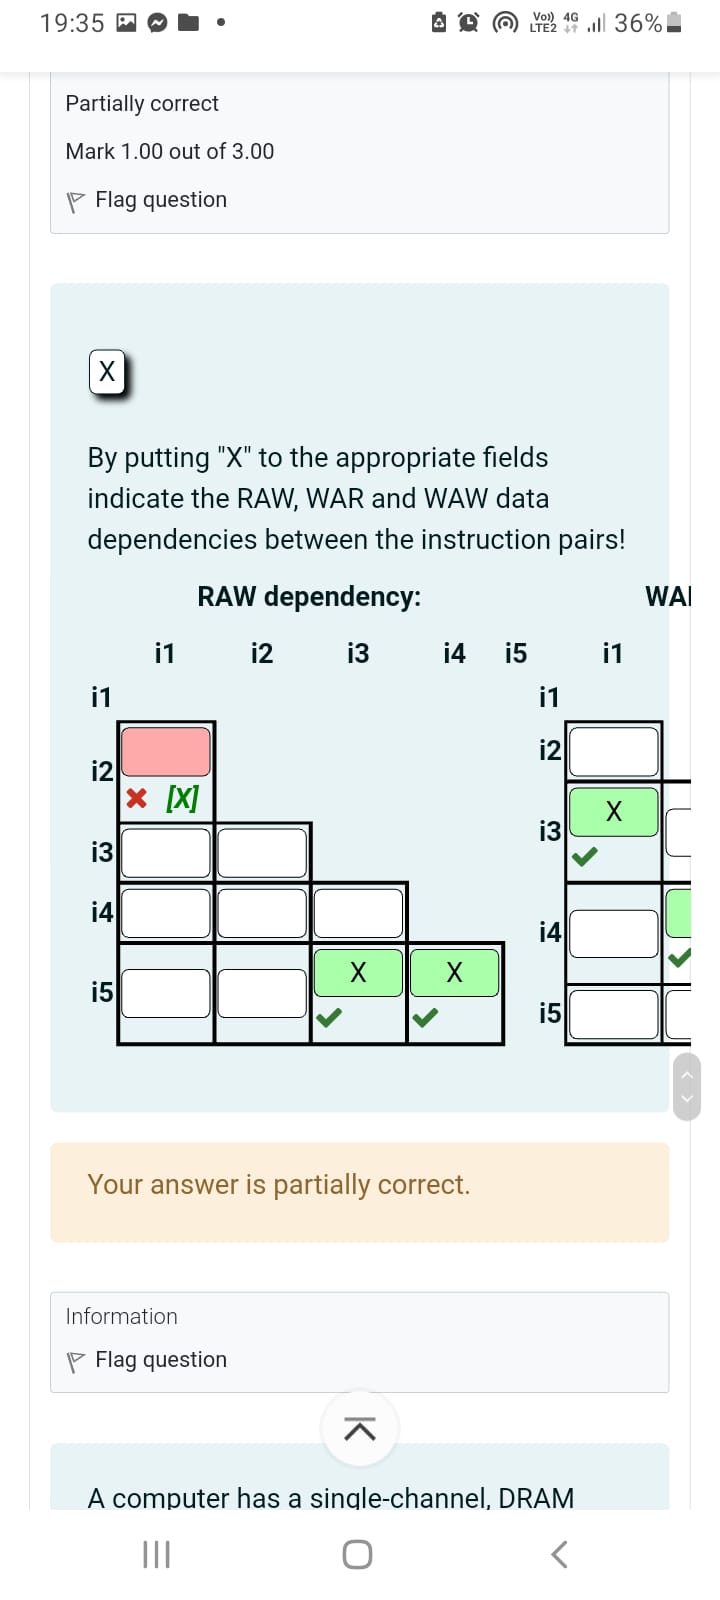 19:35
Vo)) 4G
LTE2
36%
Partially correct
Mark 1.00 out of 3.00
Flag question
X
By putting "X" to the appropriate fields
indicate the RAW, WAR and WAW data
dependencies between the instruction pairs!
RAW dependency:
i1 i2 i3 i4 i5 i1
i1 i1
i2 i2
[X]
i3 X i3
i4 i4
i5 X X i5
Your answer is partially correct.
Information
Flag question
A computer has a single-channel, DRAM